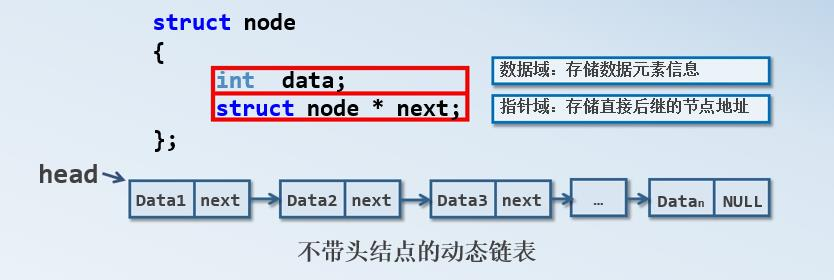 struct node
{
int data;
数据域：存储数据元素信息
struct node * next;
指针域：存储直接后继的节点地址
};
head
Data1 next Data2 next Data3 next … Dataₙ NULL
不带头结点的动态链表